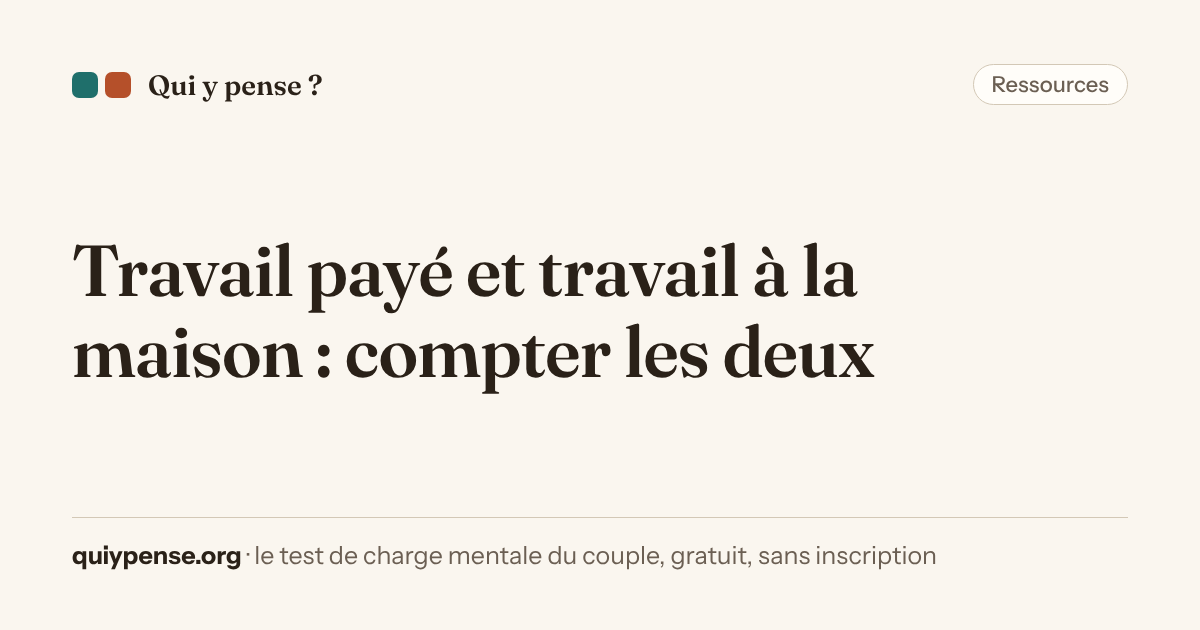 Qui y pense ?
Ressources
Travail payé et travail à la
maison : compter les deux
quiypense.org · le test de charge mentale du couple, gratuit, sans inscription